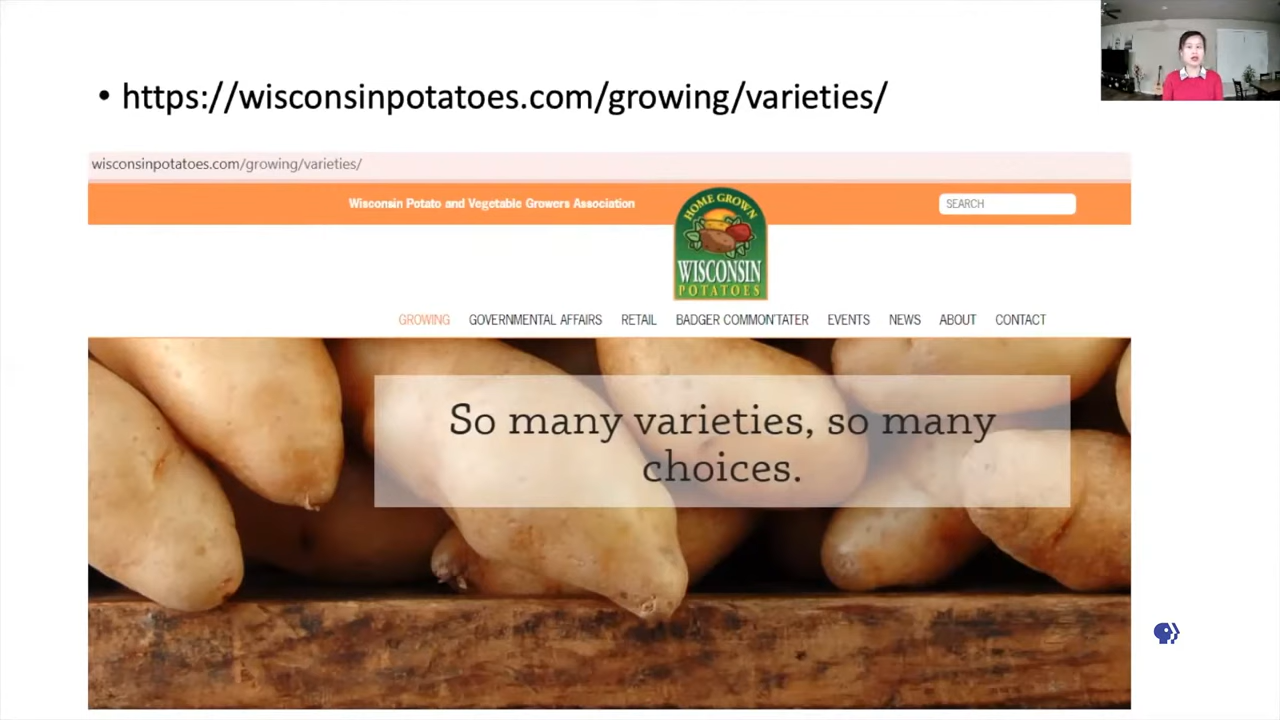 • https://wisconsinpotatoes.com/growing/varieties/
wisconsinpotatoes.com/growing/varieties/
Wisconsin Potato and Vegetable Growers Association
SEARCH
HOME GROWN
WISCONSIN
POTATOES
GROWING GOVERNMENTAL AFFAIRS RETAIL BADGER COMMON'TATER EVENTS NEWS ABOUT CONTACT
So many varieties, so many
choices.